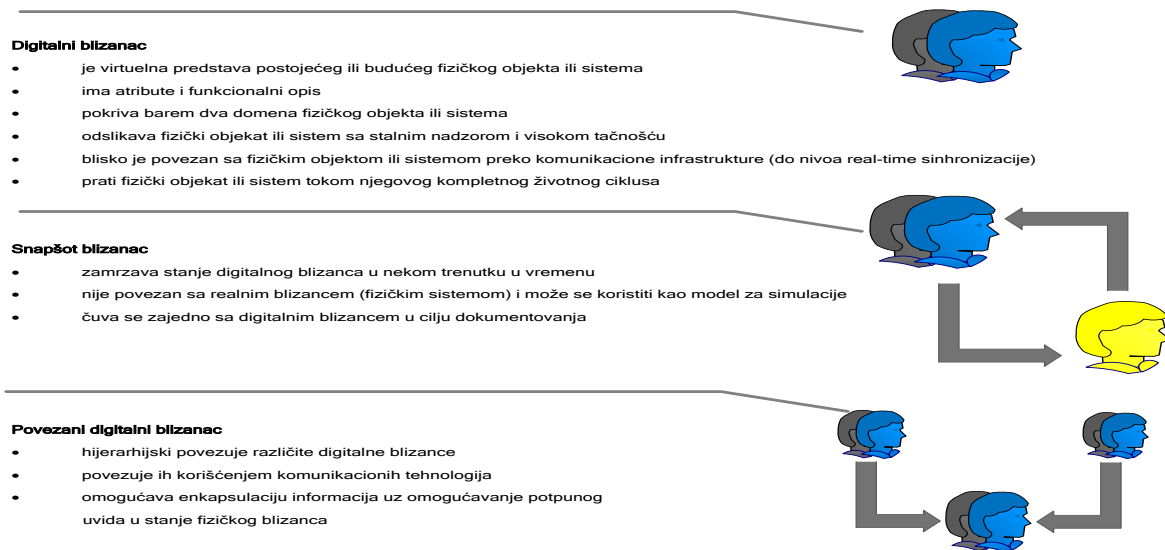 Digitalni blizanac
• je virtuelna predstava postojećeg ili budućeg fizičkog objekta ili sistema
• ima atribute i funkcionalni opis
• pokriva barem dva domena fizičkog objekta ili sistema
• odslikava fizički objekat ili sistem sa stalnim nadzorom i visokom tačnošću
• blisko je povezan sa fizičkim objektom ili sistemom preko komunikacione infrastrukture (do nivoa real-time sinhronizacije)
• prati fizički objekat ili sistem tokom njegovog kompletnog životnog ciklusa
Snapšot blizanac
• zamrzava stanje digitalnog blizanca u nekom trenutku u vremenu
• nije povezan sa realnim blizancem (fizičkim sistemom) i može se koristiti kao model za simulacije
• čuva se zajedno sa digitalnim blizancem u cilju dokumentovanja
Povezani digitalni blizanac
• hijerarhijski povezuje različite digitalne blizance
• povezuje ih korišćenjem komunikacionih tehnologija
• omogućava enkapsulaciju informacija uz omogućavanje potpunog
uvida u stanje fizičkog blizanca